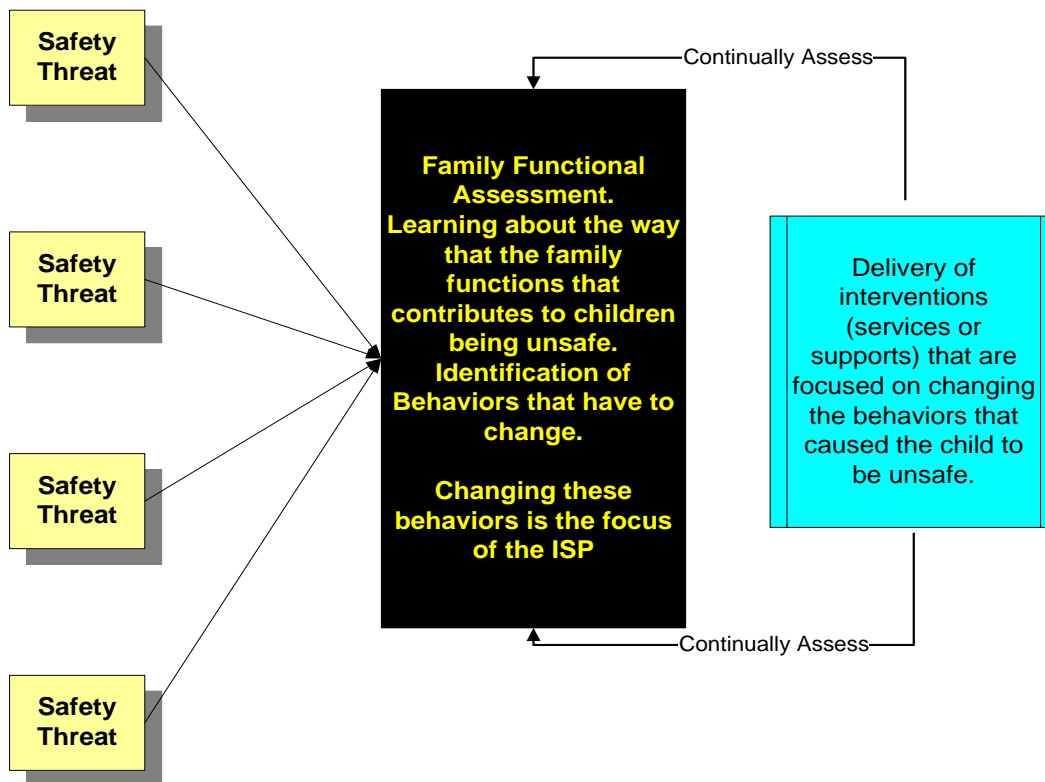 Safety
Threat
Continually Assess
Family Functional
Assessment.
Learning about the way
that the family
functions that
contributes to children
being unsafe.
Identification of
Behaviors that have to
change.
Changing these
behaviors is the focus
of the ISP
Delivery of
interventions
(services or
supports) that are
focused on changing
the behaviors that
caused the child to
be unsafe.
Safety
Threat
Safety
Threat
Continually Assess
Safety
Threat